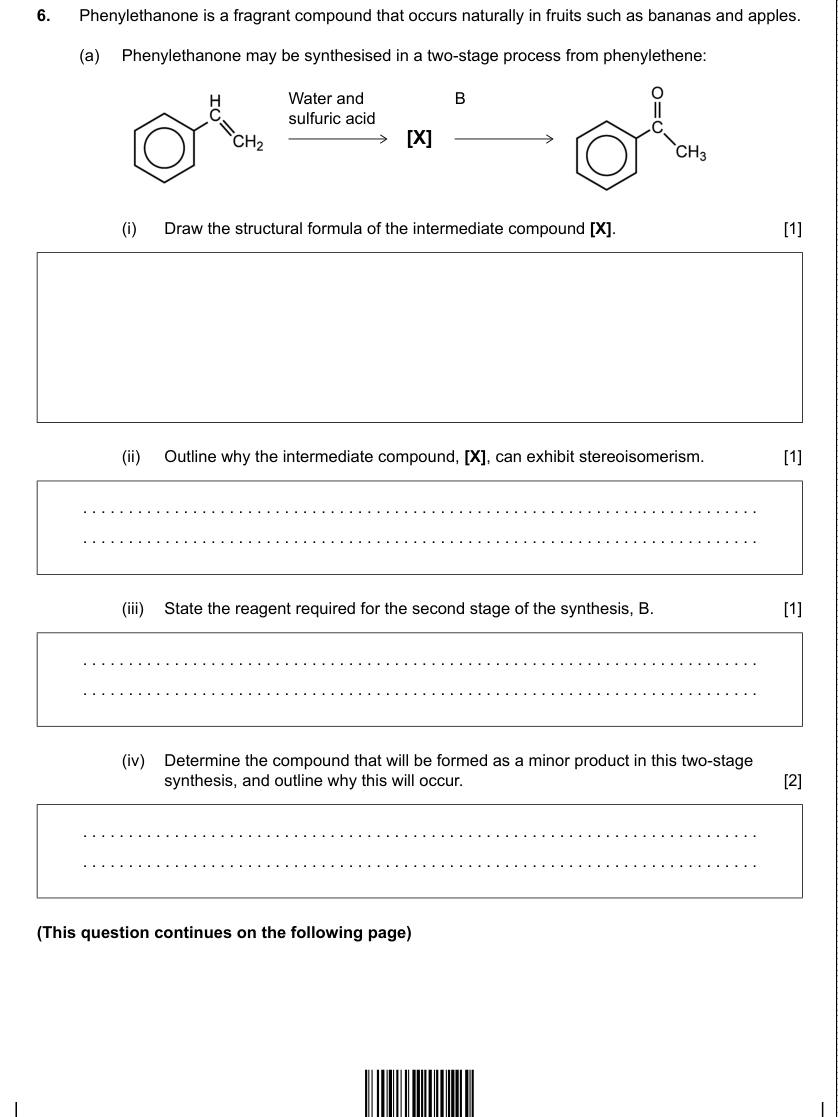 6. Phenylethanone is a fragrant compound that occurs naturally in fruits such as bananas and apples.
(a) Phenylethanone may be synthesised in a two-stage process from phenylethene:
H
C
CH2
Water and
sulfuric acid
[X]
B
O
C
CH3
(i) Draw the structural formula of the intermediate compound [X]. [1]
(ii) Outline why the intermediate compound, [X], can exhibit stereoisomerism. [1]
(iii) State the reagent required for the second stage of the synthesis, B. [1]
(iv) Determine the compound that will be formed as a minor product in this two-stage
synthesis, and outline why this will occur. [2]
(This question continues on the following page)